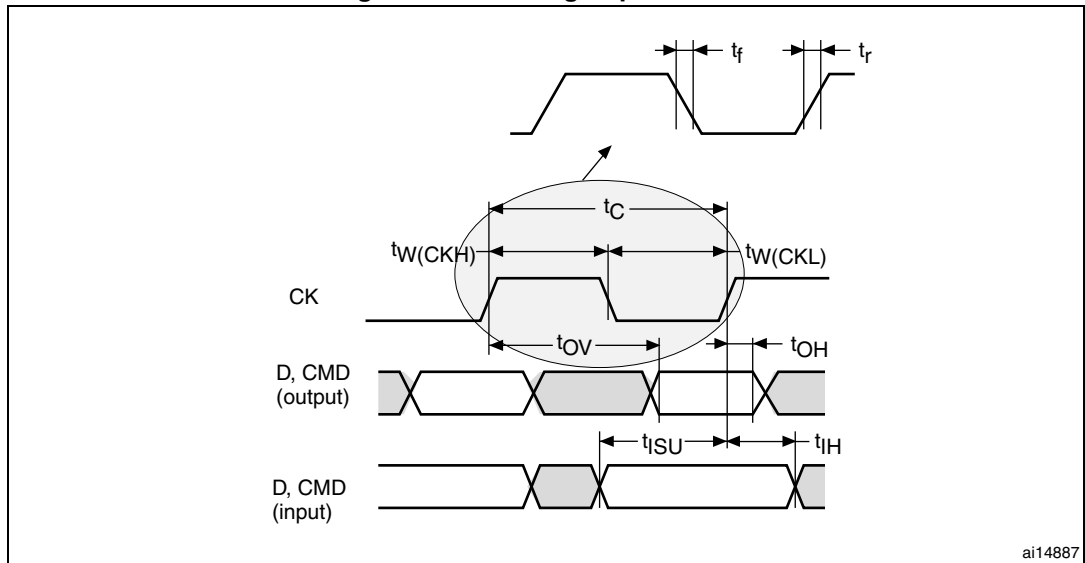 tf
tr
tC
tW(CKH)
tW(CKL)
CK
tOV
tOH
D, CMD
(output)
tISU
tIH
D, CMD
(input)
ai14887